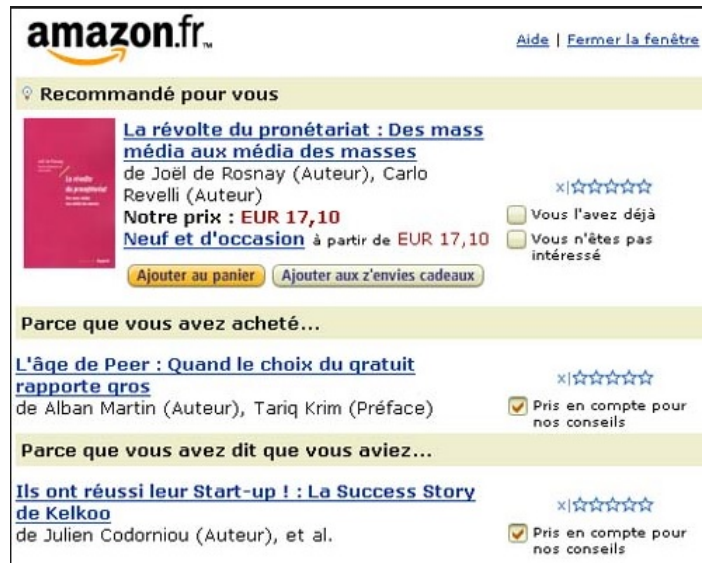 amazon.fr™
Aide | Fermer la fenêtre
Recommandé pour vous
La révolte du pronétariat : Des mass
média aux média des masses
de Joël de Rosnay (Auteur), Carlo
Revelli (Auteur)
Notre prix : EUR 17,10
Neuf et d'occasion à partir de EUR 17,10
La révolte
du pronétariat
x|
Vous l'avez déjà
Vous n'êtes pas
intéressé
Ajouter au panier
Ajouter aux z'envies cadeaux
Parce que vous avez acheté...
L'âge de Peer : Quand le choix du gratuit
rapporte gros
de Alban Martin (Auteur), Tariq Krim (Préface)
x|
Pris en compte pour
nos conseils
Parce que vous avez dit que vous aviez...
Ils ont réussi leur Start-up ! : La Success Story
de Kelkoo
de Julien Codorniou (Auteur), et al.
x|
Pris en compte pour
nos conseils